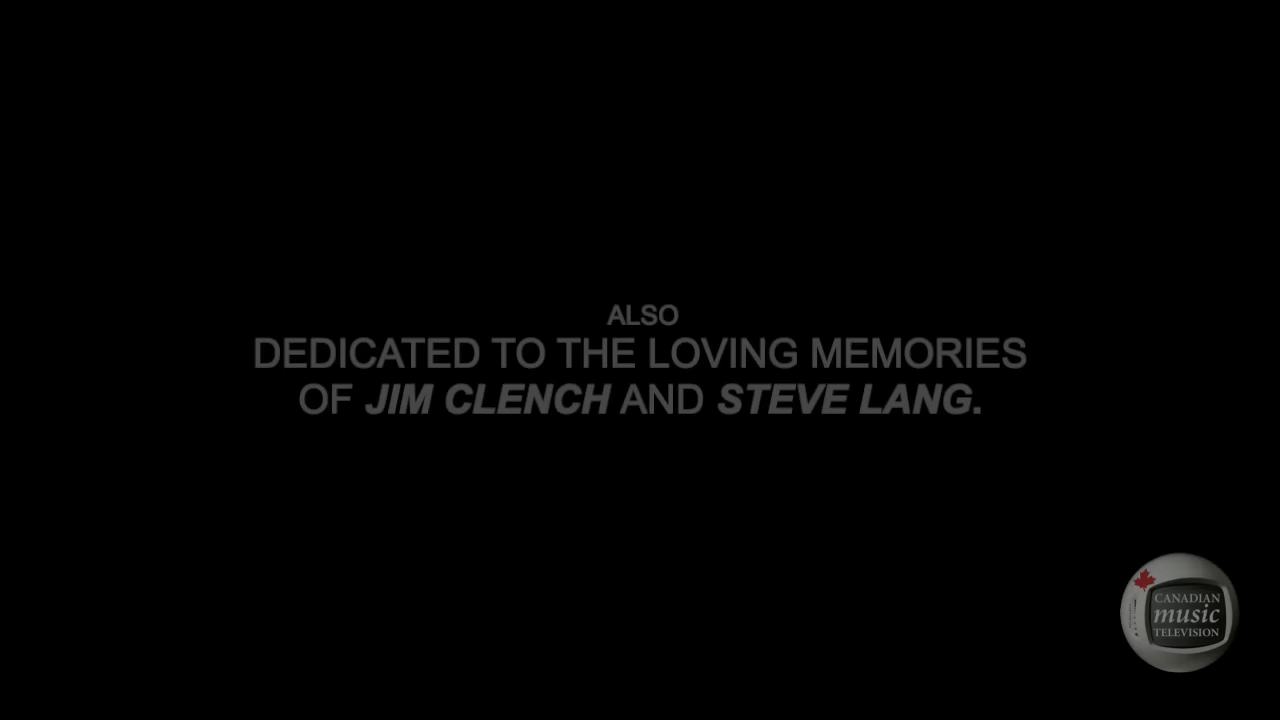 ALSO
DEDICATED TO THE LOVING MEMORIES
OF JIM CLENCH AND STEVE LANG.
CANADIAN
music
TELEVISION